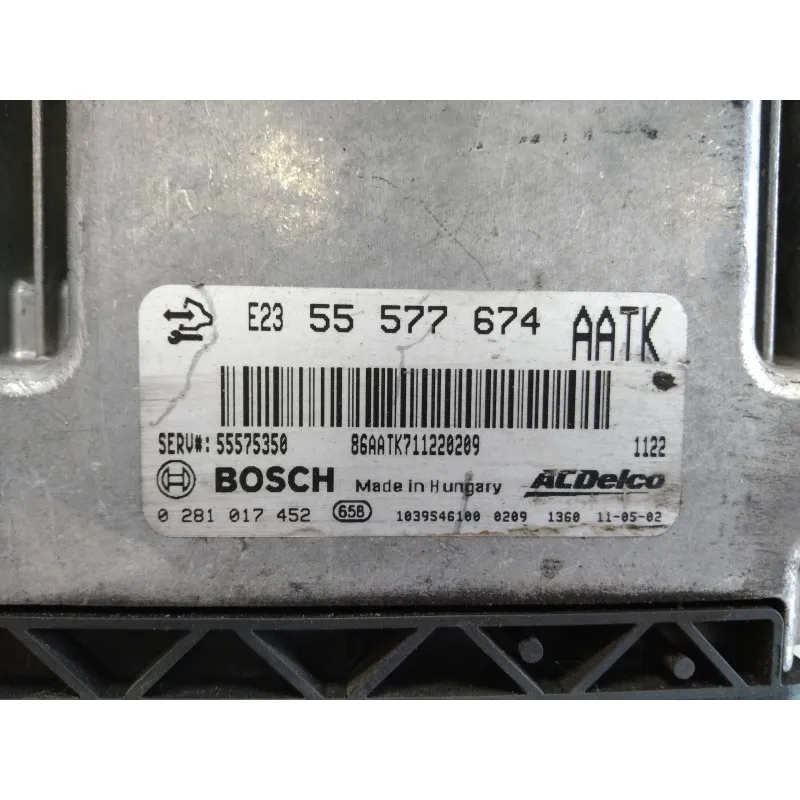 E23 55 577 674 AATK
SERV#: 55575350 86AATK711220209 1122
BOSCH Made in Hungary ACDelco
0 281 017 452 658 1039S46100 0209 1360 11-05-02